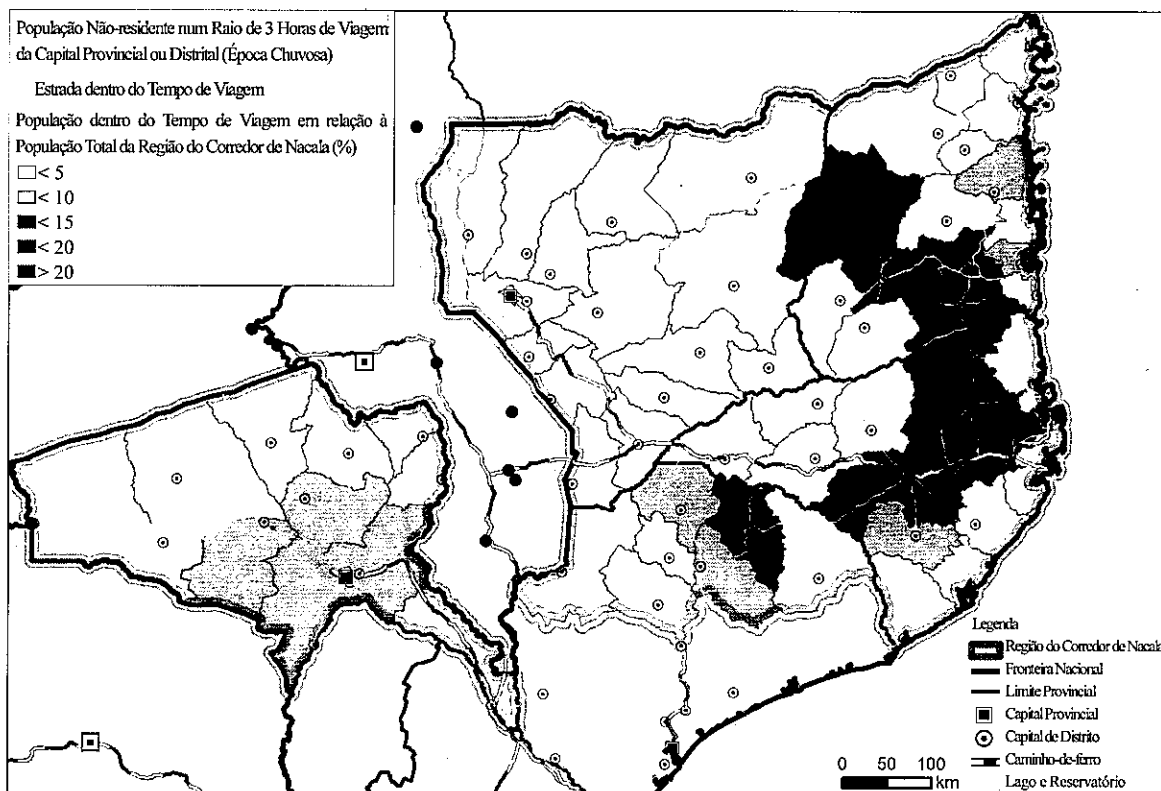 População Não-residente num Raio de 3 Horas de Viagem
da Capital Provincial ou Distrital (Época Chuvosa)
Estrada dentro do Tempo de Viagem
População dentro do Tempo de Viagem em relação à
População Total da Região do Corredor de Nacala (%)
< 5
< 10
< 15
< 20
> 20
Legenda
Região do Corredor de Nacala
Fronteira Nacional
Limite Provincial
Capital Provincial
Capital de Distrito
Caminho-de-ferro
Lago e Reservatório
0 50 100
km